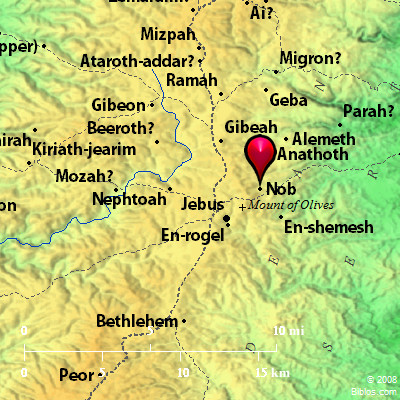 Ai?
Mizpah
pper)
Ataroth-addar?
Migron?
Ramah
Geba
Gibeon
Parah?
Beeroth?
Gibeah
Alemeth
Kiriath-jearim
Anathoth
Mozah?
Nob
Nephtoah
Jebus
Mount of Olives
on
En-shemesh
En-rogel
Bethlehem
0
5
10 mi
0
5
10
15 km
Peor
© 2008
Biblos.com